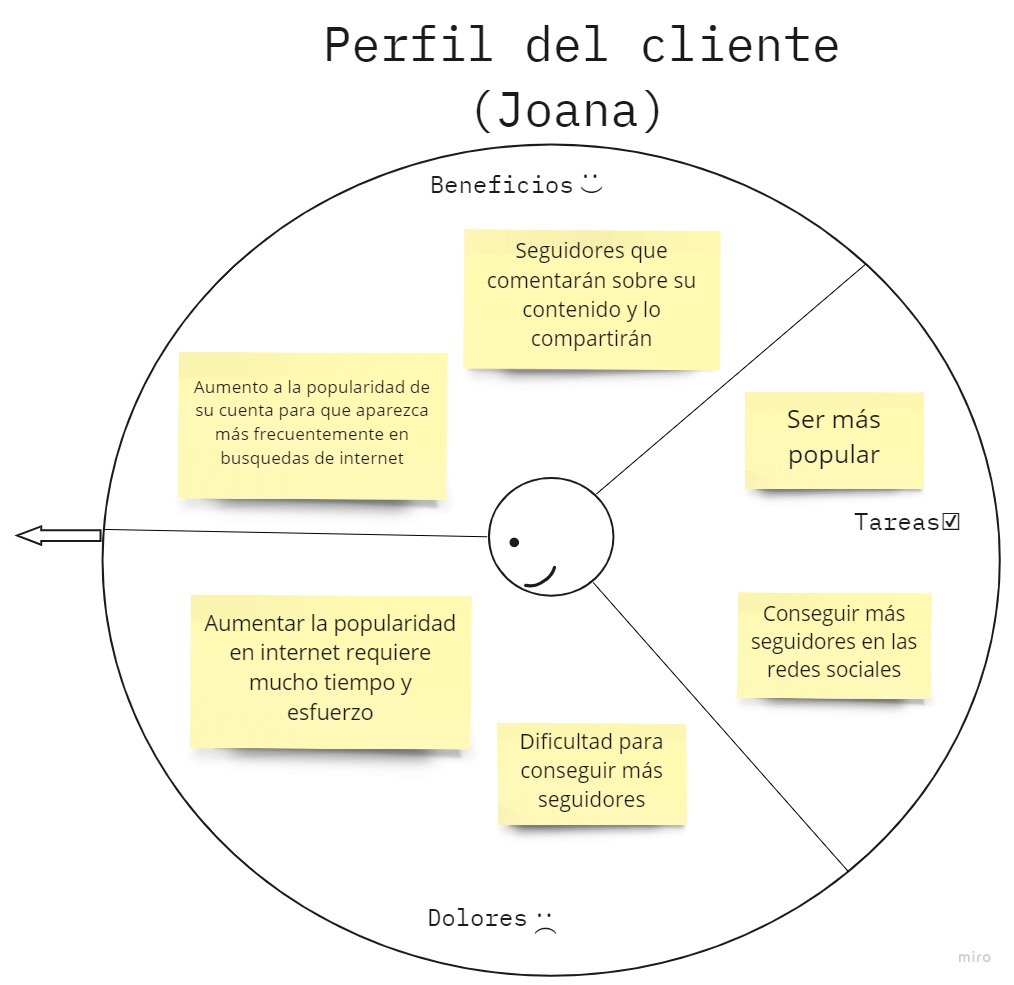 Perfil del cliente
(Joana)
Beneficios
Seguidores que
comentarán sobre su
contenido y lo
compartirán
Aumento a la popularidad de
su cuenta para que aparezca
más frecuentemente en
busquedas de internet
Ser más
popular
Tareas☑
Conseguir más
seguidores en las
redes sociales
Aumentar la popularidad
en internet requiere
mucho tiempo y
esfuerzo
Dificultad para
conseguir más
seguidores
Dolores
miro